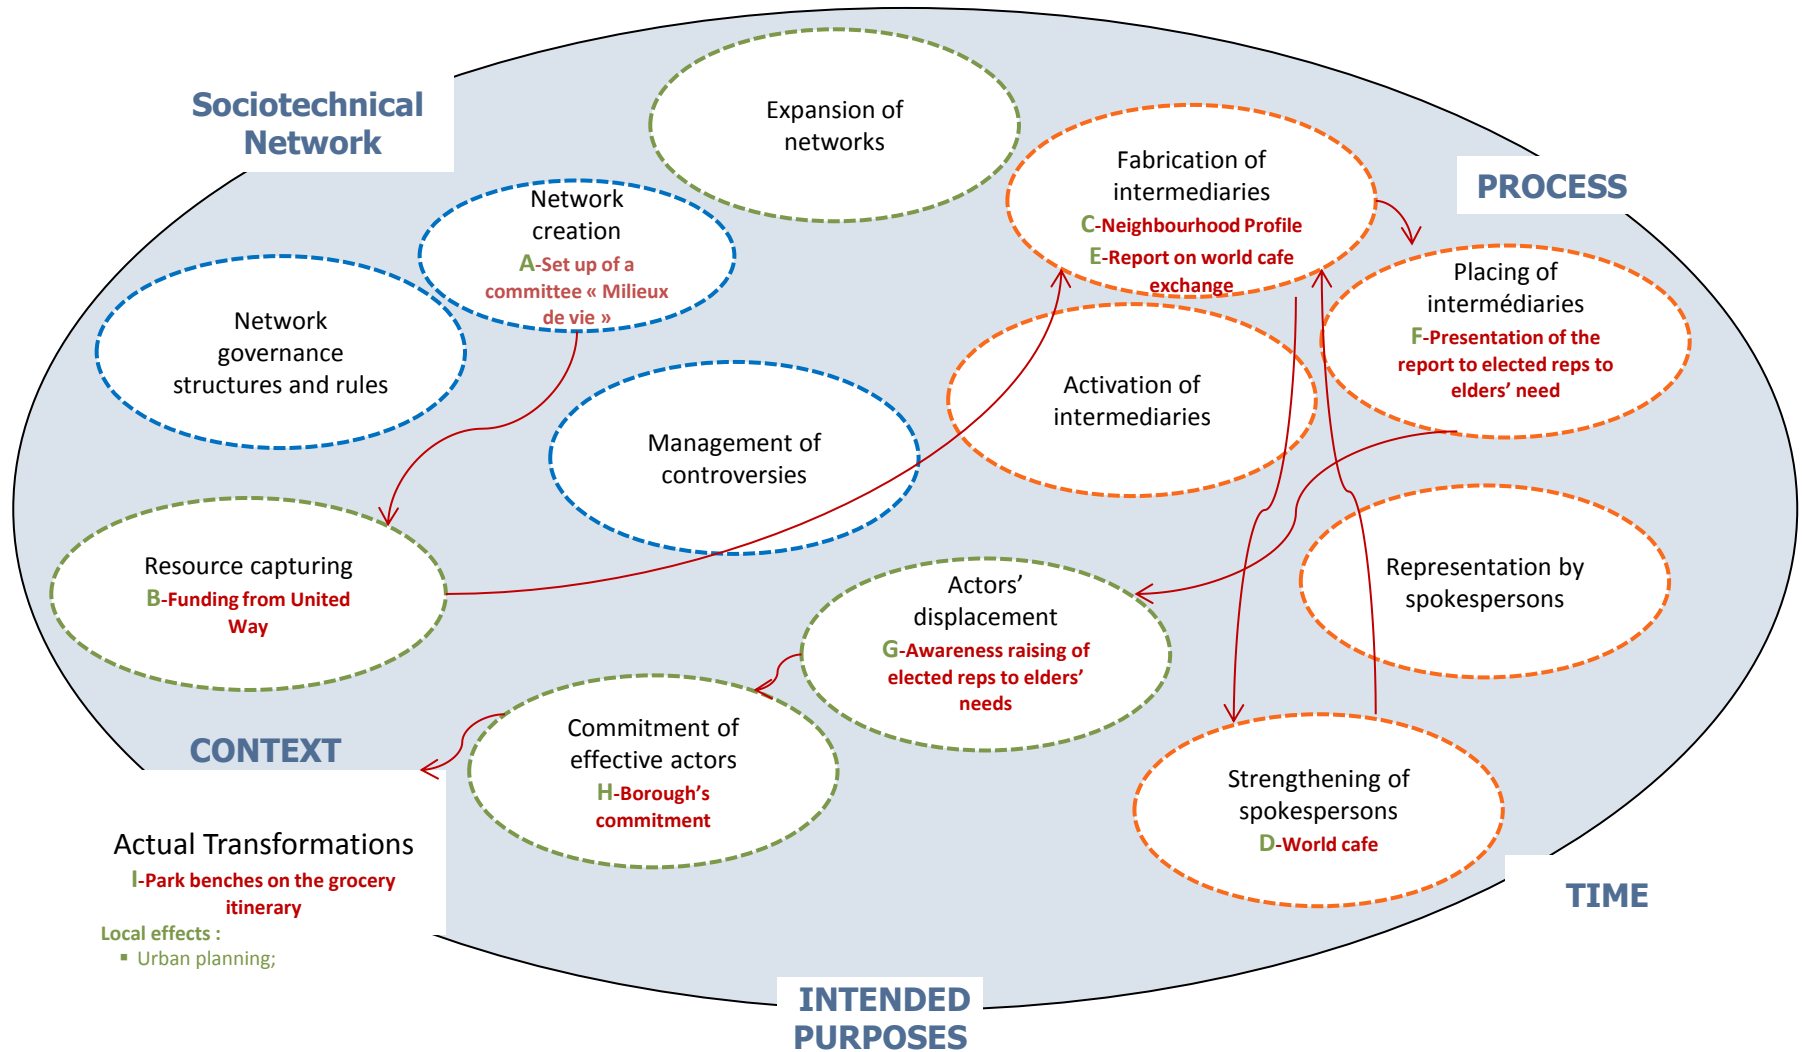 Sociotechnical
Network
Expansion of
networks
Fabrication of
intermediaries
C-Neighbourhood Profile
E-Report on world cafe
exchange
PROCESS
Network
creation
A-Set up of a
committee « Milieux
de vie »
Placing of
intermédiaries
F-Presentation of the
report to elected reps to
elders’ need
Network
governance
structures and rules
Activation of
intermediaries
Management of
controversies
Resource capturing
B-Funding from United
Way
Representation by
spokespersons
Actors’
displacement
G-Awareness raising of
elected reps to elders’
needs
CONTEXT
Commitment of
effective actors
H-Borough’s
commitment
Strengthening of
spokespersons
D-World cafe
Actual Transformations
I-Park benches on the grocery
itinerary
Local effects :
▪ Urban planning;
TIME
INTENDED
PURPOSES